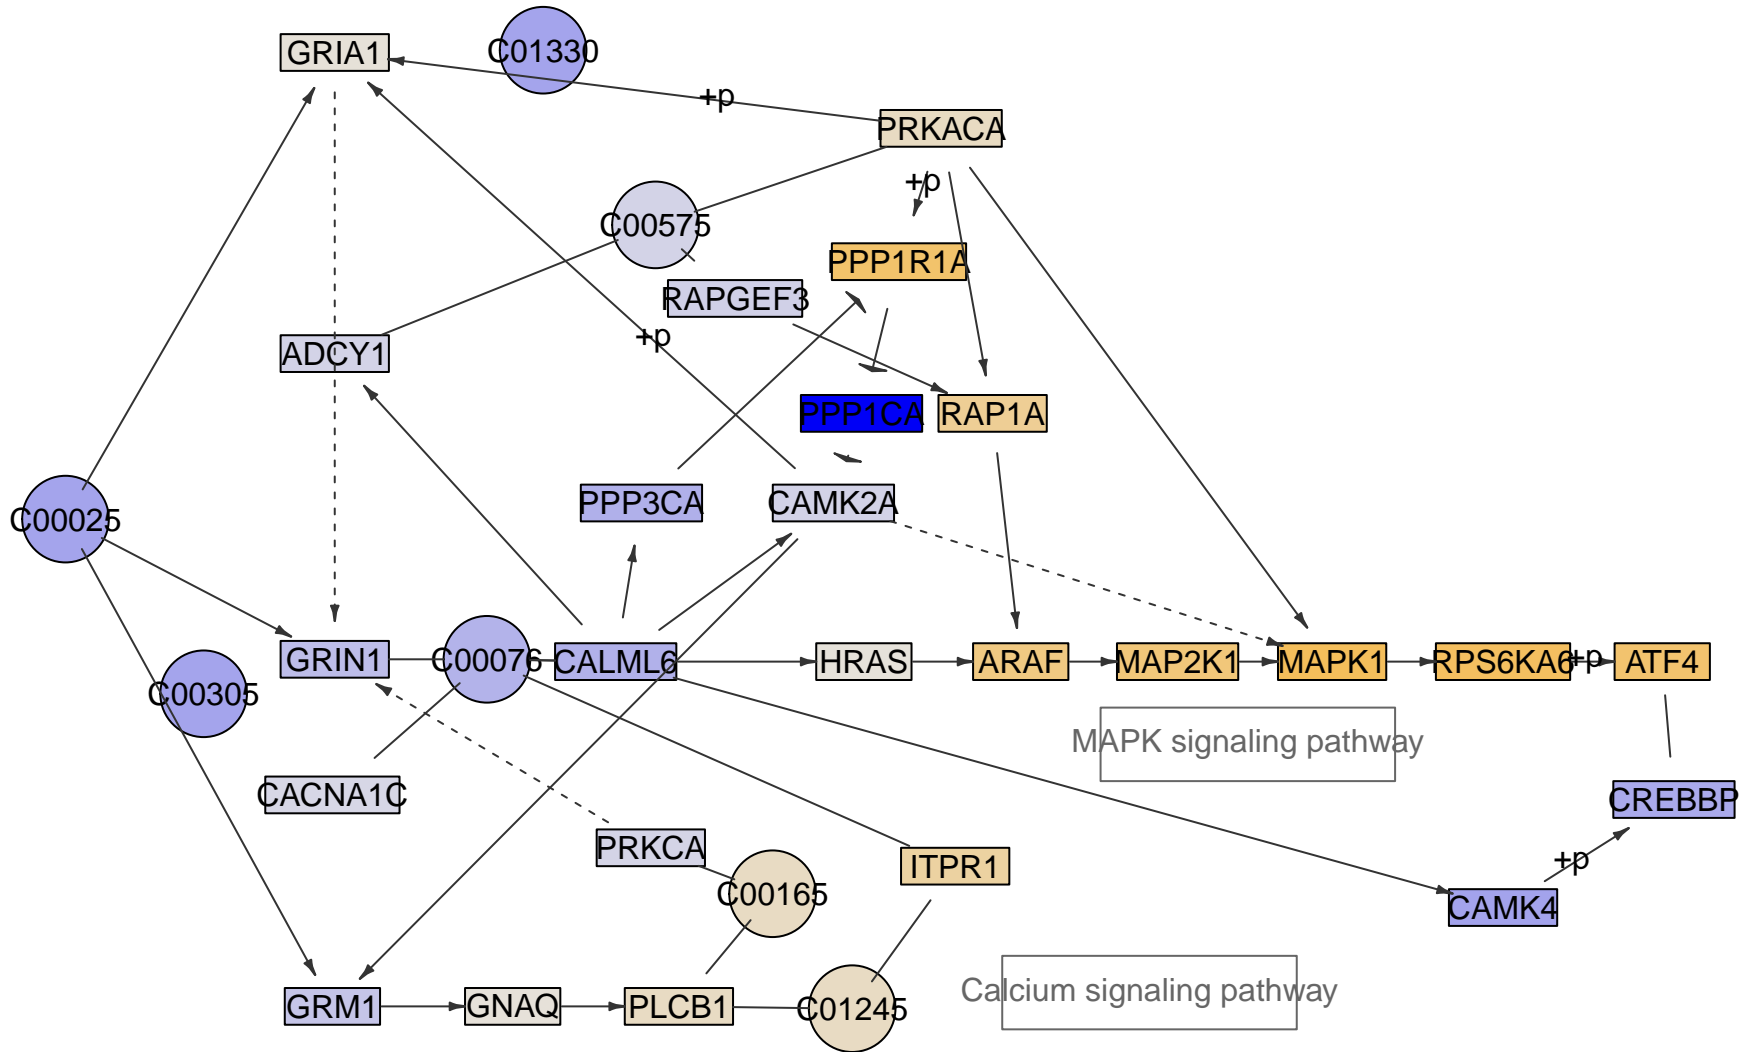 GRIA1
C01330
+p
PRKACA
+p
C00575
PPP1R1A
RAPGEF3
+p
ADCY1
PPP1CA
RAP1A
PPP3CA
CAMK2A
C00025
GRIN1
C00076
CALML6
HRAS
ARAF
MAP2K1
MAPK1
RPS6KA6
+p
ATF4
C00305
MAPK signaling pathway
CACNA1C
CREBBP
PRKCA
+p
ITPR1
C00165
CAMK4
Calcium signaling pathway
GRM1
GNAQ
PLCB1
C01245